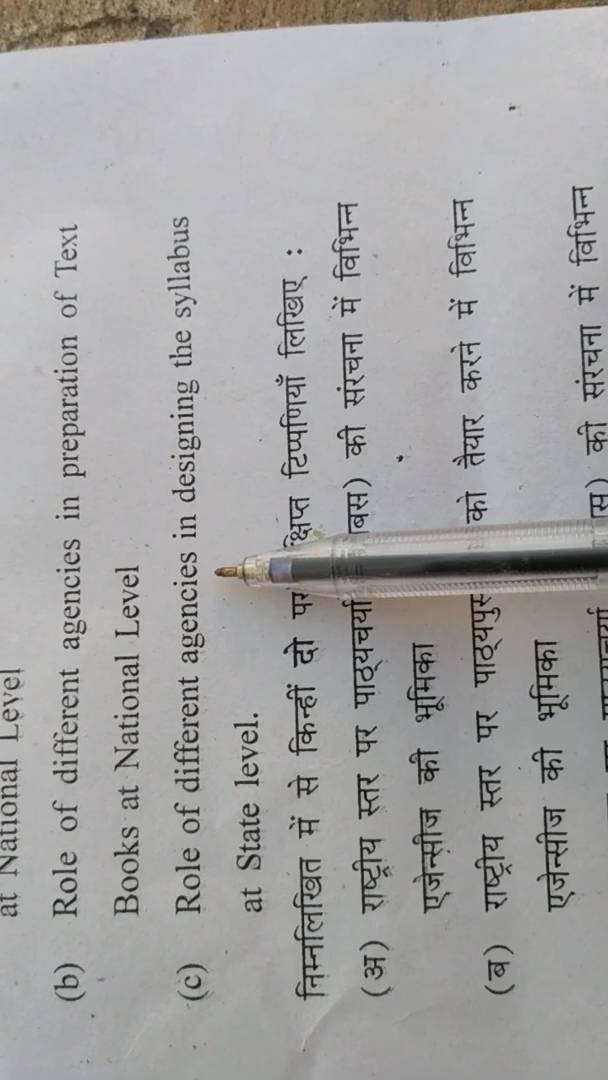 at National Level
(b) Role of different agencies in preparation of Text
Books at National Level
(c) Role of different agencies in designing the syllabus
at State level.
निम्नलिखित में से किन्हीं दो पर क्षिप्त टिप्पणियाँ लिखिए :
(अ) राष्ट्रीय स्तर पर पाठ्यचर्या बस) की संरचना में विभिन्न
एजेन्सीज की भूमिका
(ब) राष्ट्रीय स्तर पर पाठ्यपुस को तैयार करने में विभिन्न
एजेन्सीज की भूमिका
स) की संरचना में विभिन्न